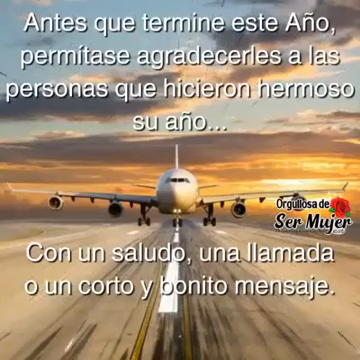 Antes que termine este Año,
permítase agradecerles a las
personas que hicieron hermoso
su año...
Orgullosa de
Ser Mujer
Con un saludo, una llamada
o un corto y bonito mensaje.